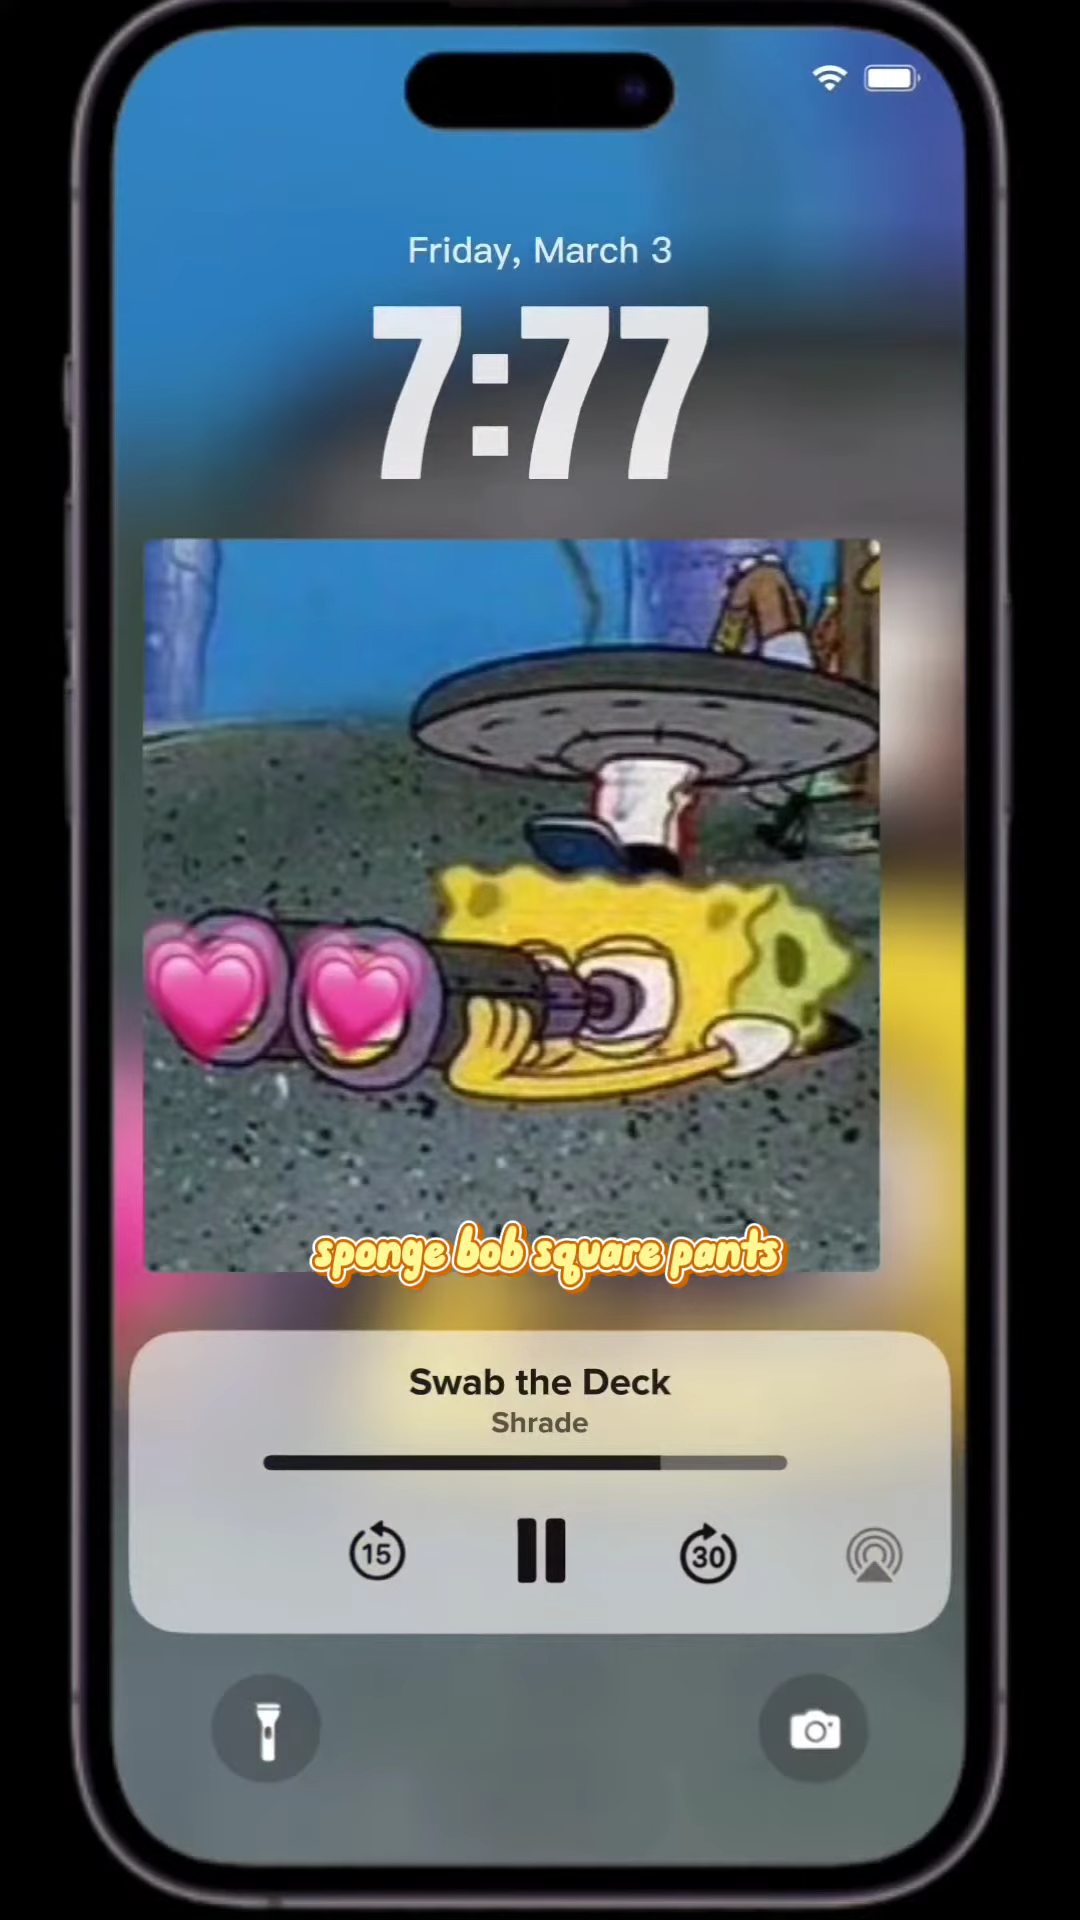 Friday, March 3
7:77
sponge bob square pants
Swab the Deck
Shrade
15
30